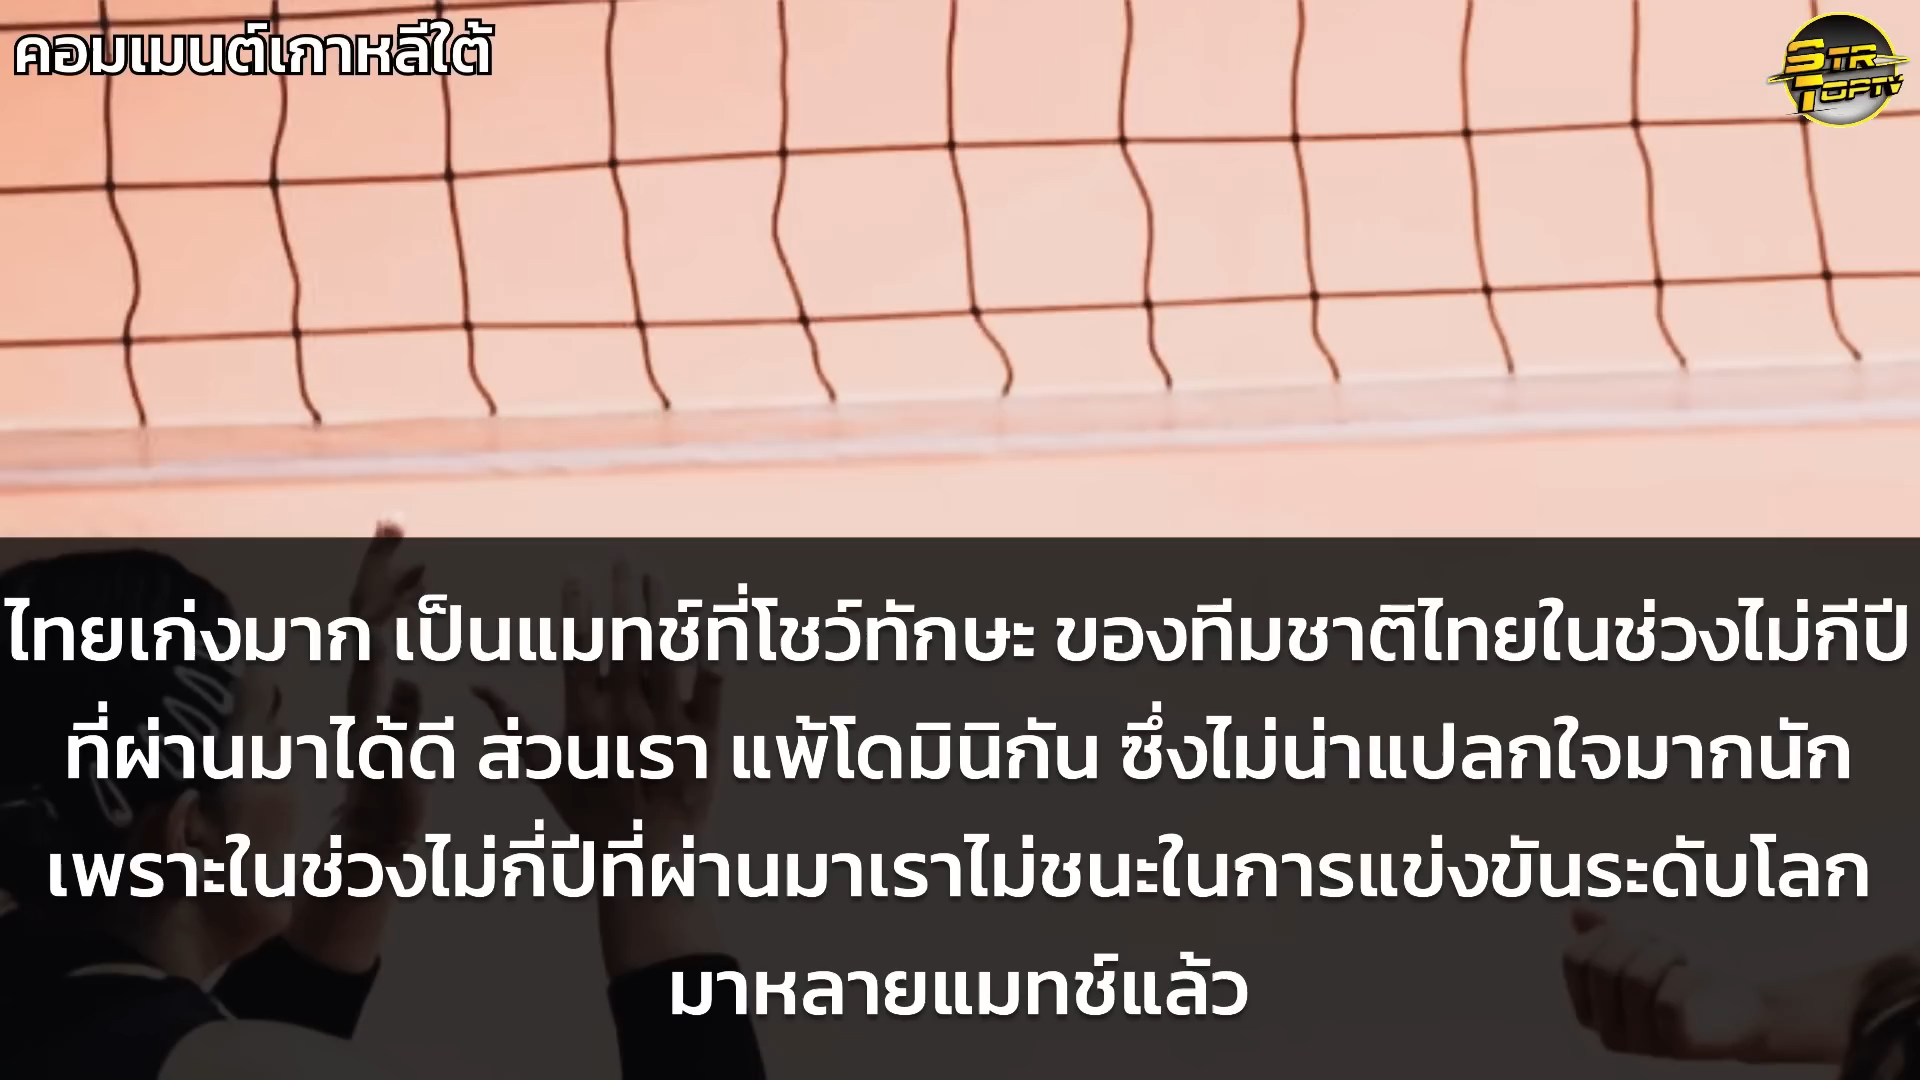 คอมเมนต์เกาหลีใต้
STR
TOPTV
ไทยเก่งมาก เป็นแมทช์ที่โชว์ทักษะ ของทีมชาติไทยในช่วงไม่กีปี
ที่ผ่านมาได้ดี ส่วนเรา แพ้โดมินิกัน ซึ่งไม่น่าแปลกใจมากนัก
เพราะในช่วงไม่กี่ปีที่ผ่านมาเราไม่ชนะในการแข่งขันระดับโลก
มาหลายแมทช์แล้ว